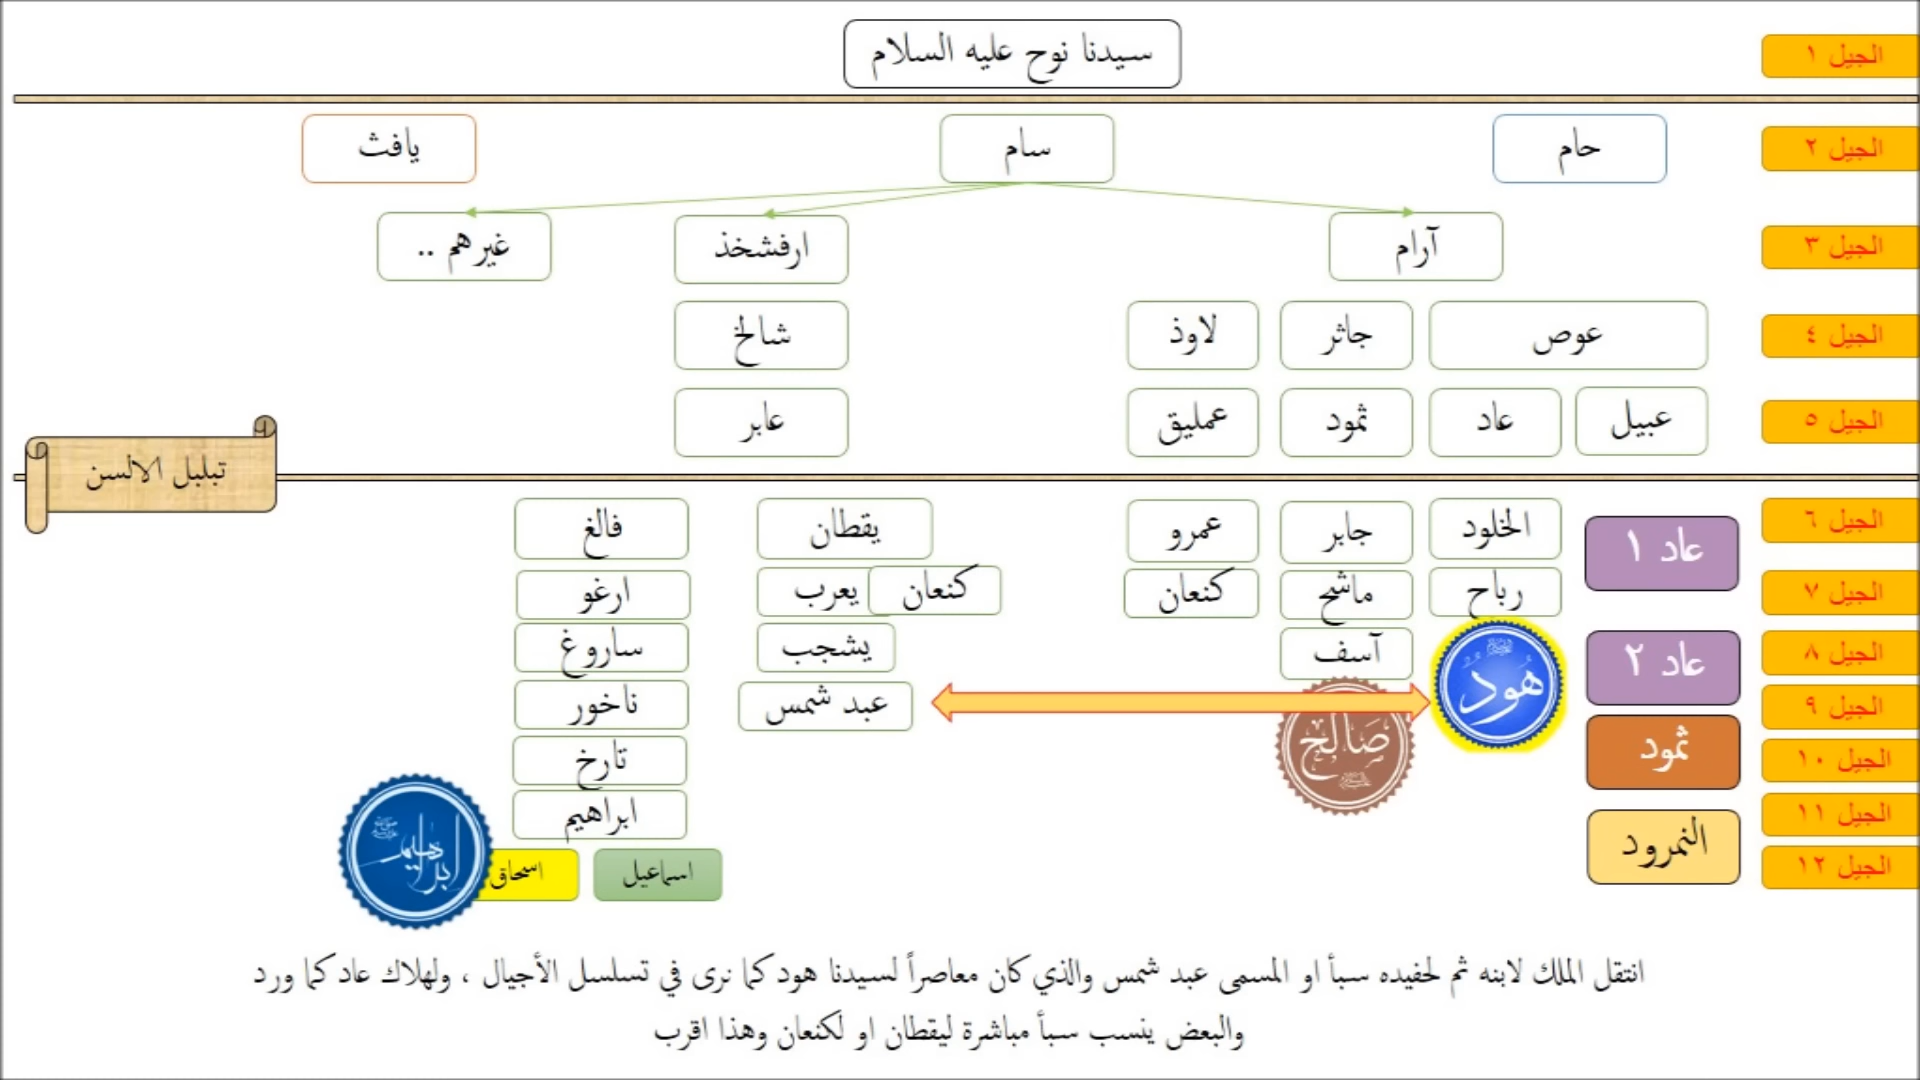 سيدنا نوح عليه السلام
الجيل ١
حام
سام
يافث
الجيل ٢
آرام
ارفشخذ
غيرهم ..
الجيل ٣
عوص
جاثر
لاوذ
شالخ
الجيل ٤
عبيل
عاد
ثمود
عمليق
عابر
الجيل ٥
تبلبل الالسن
الجيل ٦
عاد ١
الخلود
جابر
عمرو
يقطان
فالغ
الجيل ٧
رباح
ماشح
كنعان
كنعان
يعرب
ارغو
الجيل ٨
عاد ٢
آسف
يشجب
ساروغ
الجيل ٩
هُودُ
عبد شمس
ناخور
الجيل ١٠
ثمود
صَالح
تارخ
الجيل ١١
النمرود
ابراهيم
ابراهيم
الجيل ١٢
اسماعيل
اسحاق
انتقل الملك لابنه ثم لحفيده سبأ او المسمى عبد شمس والذي كان معاصراً لسيدنا هود كما نرى في تسلسل الأجيال ، ولهلاك عاد كما ورد
والبعض ينسب سبأ مباشرة ليقطان او لكنعان وهذا اقرب